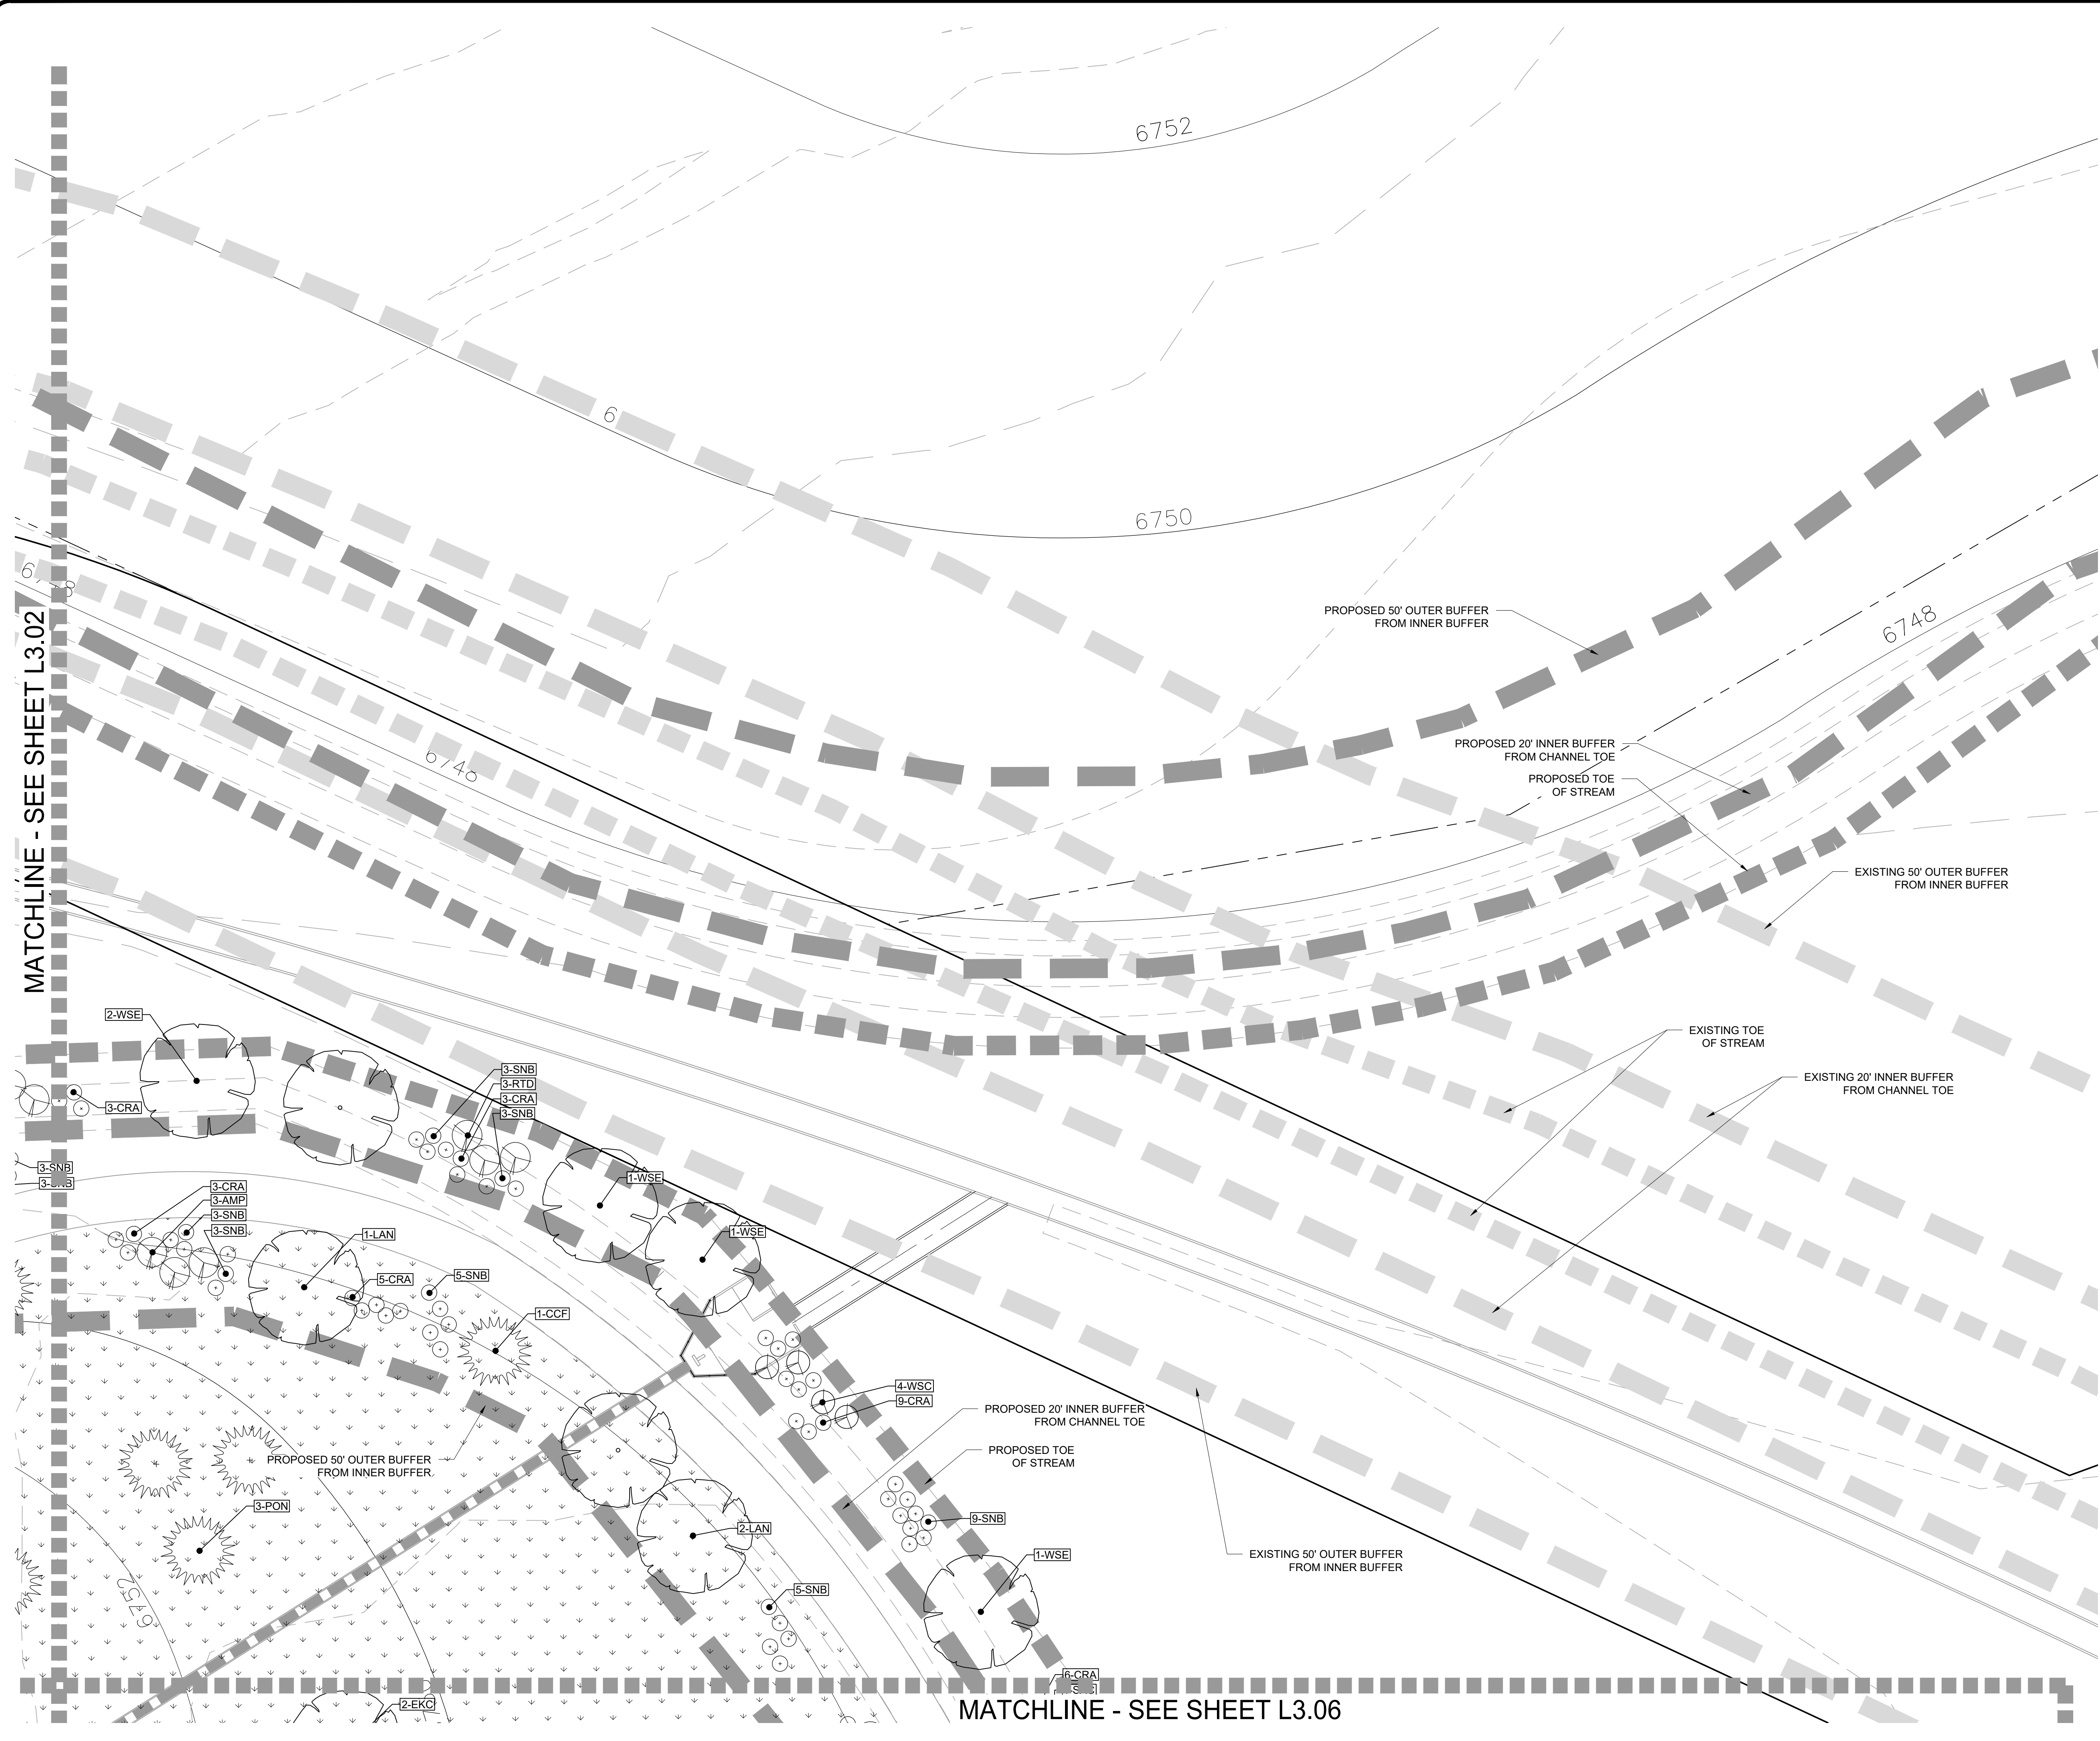 6752
6
6750
PROPOSED 50' OUTER BUFFER
FROM INNER BUFFER
6748
MATCHLINE - SEE SHEET L3.02
6748
PROPOSED 20' INNER BUFFER
FROM CHANNEL TOE
PROPOSED TOE
OF STREAM
EXISTING 50' OUTER BUFFER
FROM INNER BUFFER
2-WSE
EXISTING TOE
OF STREAM
3-SNB
3-RTD
3-CRA
3-SNB
EXISTING 20' INNER BUFFER
FROM CHANNEL TOE
3-CRA
3-SNB
3-SNB
1-WSE
3-CRA
3-AMP
3-SNB
3-SNB
1-WSE
1-LAN
5-CRA
5-SNB
1-CCF
4-WSC
9-CRA
PROPOSED 20' INNER BUFFER
FROM CHANNEL TOE
PROPOSED TOE
OF STREAM
PROPOSED 50' OUTER BUFFER
FROM INNER BUFFER
3-PON
9-SNB
2-LAN
1-WSE
EXISTING 50' OUTER BUFFER
FROM INNER BUFFER
5-SNB
6752
6-CRA
2-EKC
MATCHLINE - SEE SHEET L3.06